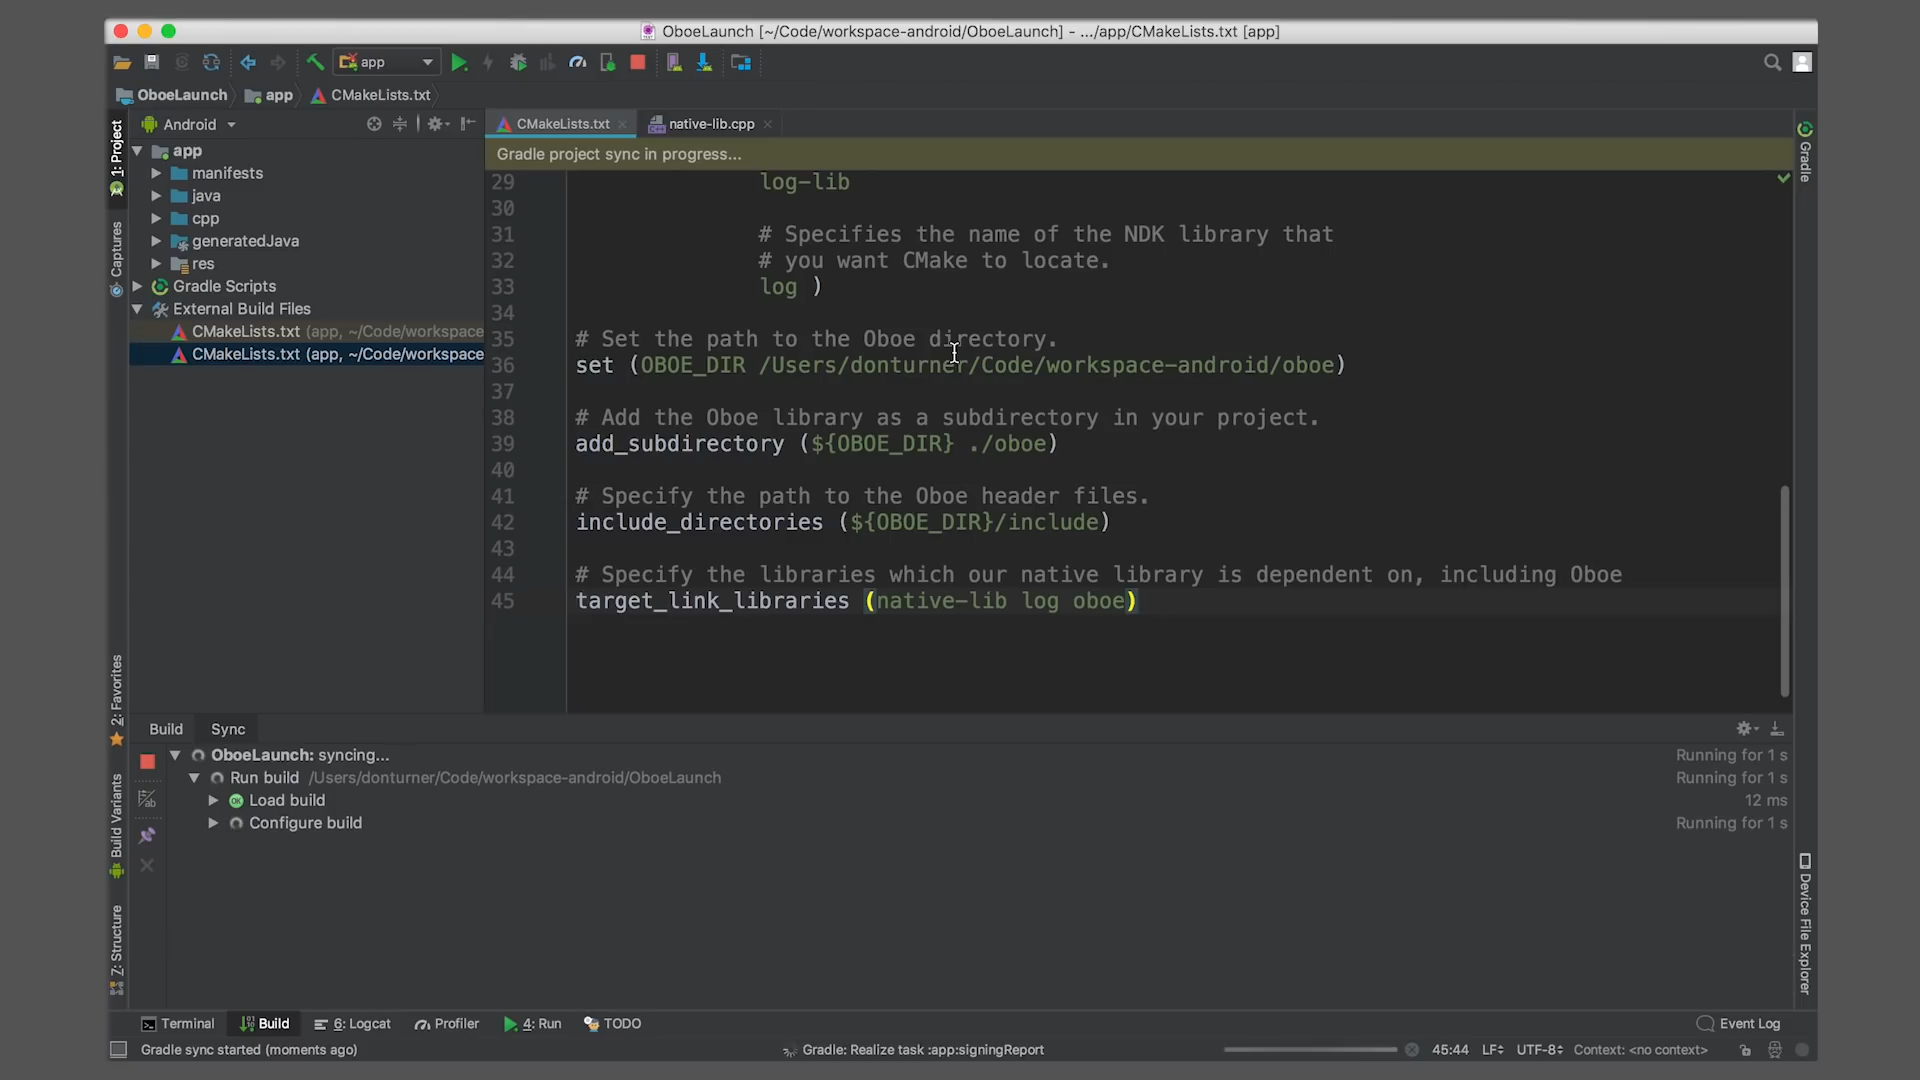 OboeLaunch [~/Code/workspace-android/OboeLaunch] - .../app/CMakeLists.txt [app]
app
OboeLaunch app CMakeLists.txt
1: Project
Captures
2: Favorites
Build Variants
7: Structure
Android
app
manifests
java
cpp
generatedJava
res
Gradle Scripts
External Build Files
CMakeLists.txt (app, ~/Code/workspace
CMakeLists.txt (app, ~/Code/workspace
CMakeLists.txt native-lib.cpp
Gradle project sync in progress...
29 log-lib
30
31 # Specifies the name of the NDK library that
32 # you want CMake to locate.
33 log )
34
35 # Set the path to the Oboe directory.
36 set (OBOE_DIR /Users/donturner/Code/workspace-android/oboe)
37
38 # Add the Oboe library as a subdirectory in your project.
39 add_subdirectory (${OBOE_DIR} ./oboe)
40
41 # Specify the path to the Oboe header files.
42 include_directories (${OBOE_DIR}/include)
43
44 # Specify the libraries which our native library is dependent on, including Oboe
45 target_link_libraries (native-lib log oboe)
Gradle
Device File Explorer
Build Sync
OboeLaunch: syncing... Running for 1 s
Run build /Users/donturner/Code/workspace-android/OboeLaunch Running for 1 s
Load build 12 ms
Configure build Running for 1 s
Terminal Build 6: Logcat Profiler 4: Run TODO Event Log
Gradle sync started (moments ago) Gradle: Realize task :app:signingReport 45:44 LF UTF-8 Context: <no context>